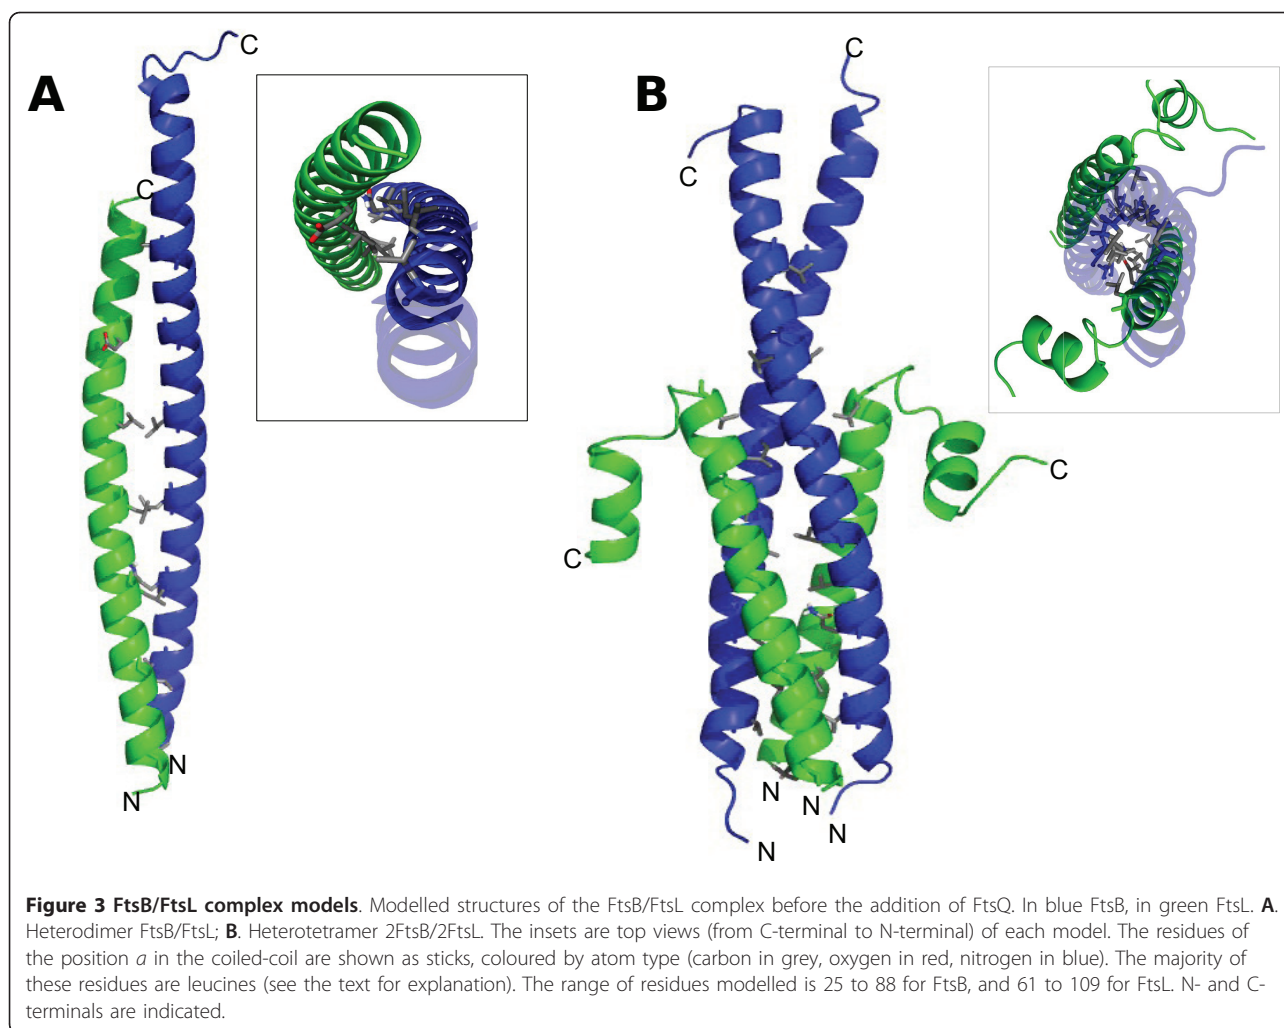 A
C
C
N
N
B
C
C
C
C
N
N
N
N
Figure 3 FtsB/FtsL complex models. Modelled structures of the FtsB/FtsL complex before the addition of FtsQ. In blue FtsB, in green FtsL. A.
Heterodimer FtsB/FtsL; B. Heterotetramer 2FtsB/2FtsL. The insets are top views (from C-terminal to N-terminal) of each model. The residues of
the position a in the coiled-coil are shown as sticks, coloured by atom type (carbon in grey, oxygen in red, nitrogen in blue). The majority of
these residues are leucines (see the text for explanation). The range of residues modelled is 25 to 88 for FtsB, and 61 to 109 for FtsL. N- and C-
terminals are indicated.